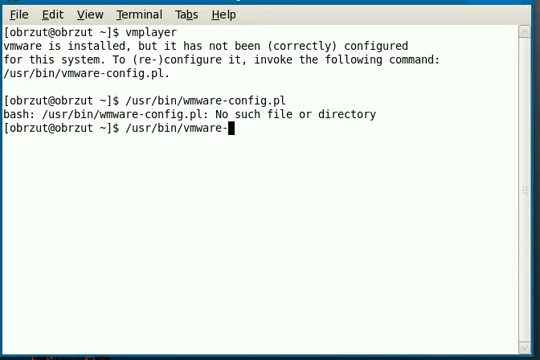 File Edit View Terminal Tabs Help
[obrzut@obrzut ~]$ vmplayer
vmware is installed, but it has not been (correctly) configured
for this system. To (re-)configure it, invoke the following command:
/usr/bin/vmware-config.pl.
[obrzut@obrzut ~]$ /usr/bin/wmware-config.pl
bash: /usr/bin/wmware-config.pl: No such file or directory
[obrzut@obrzut ~]$ /usr/bin/vmware-